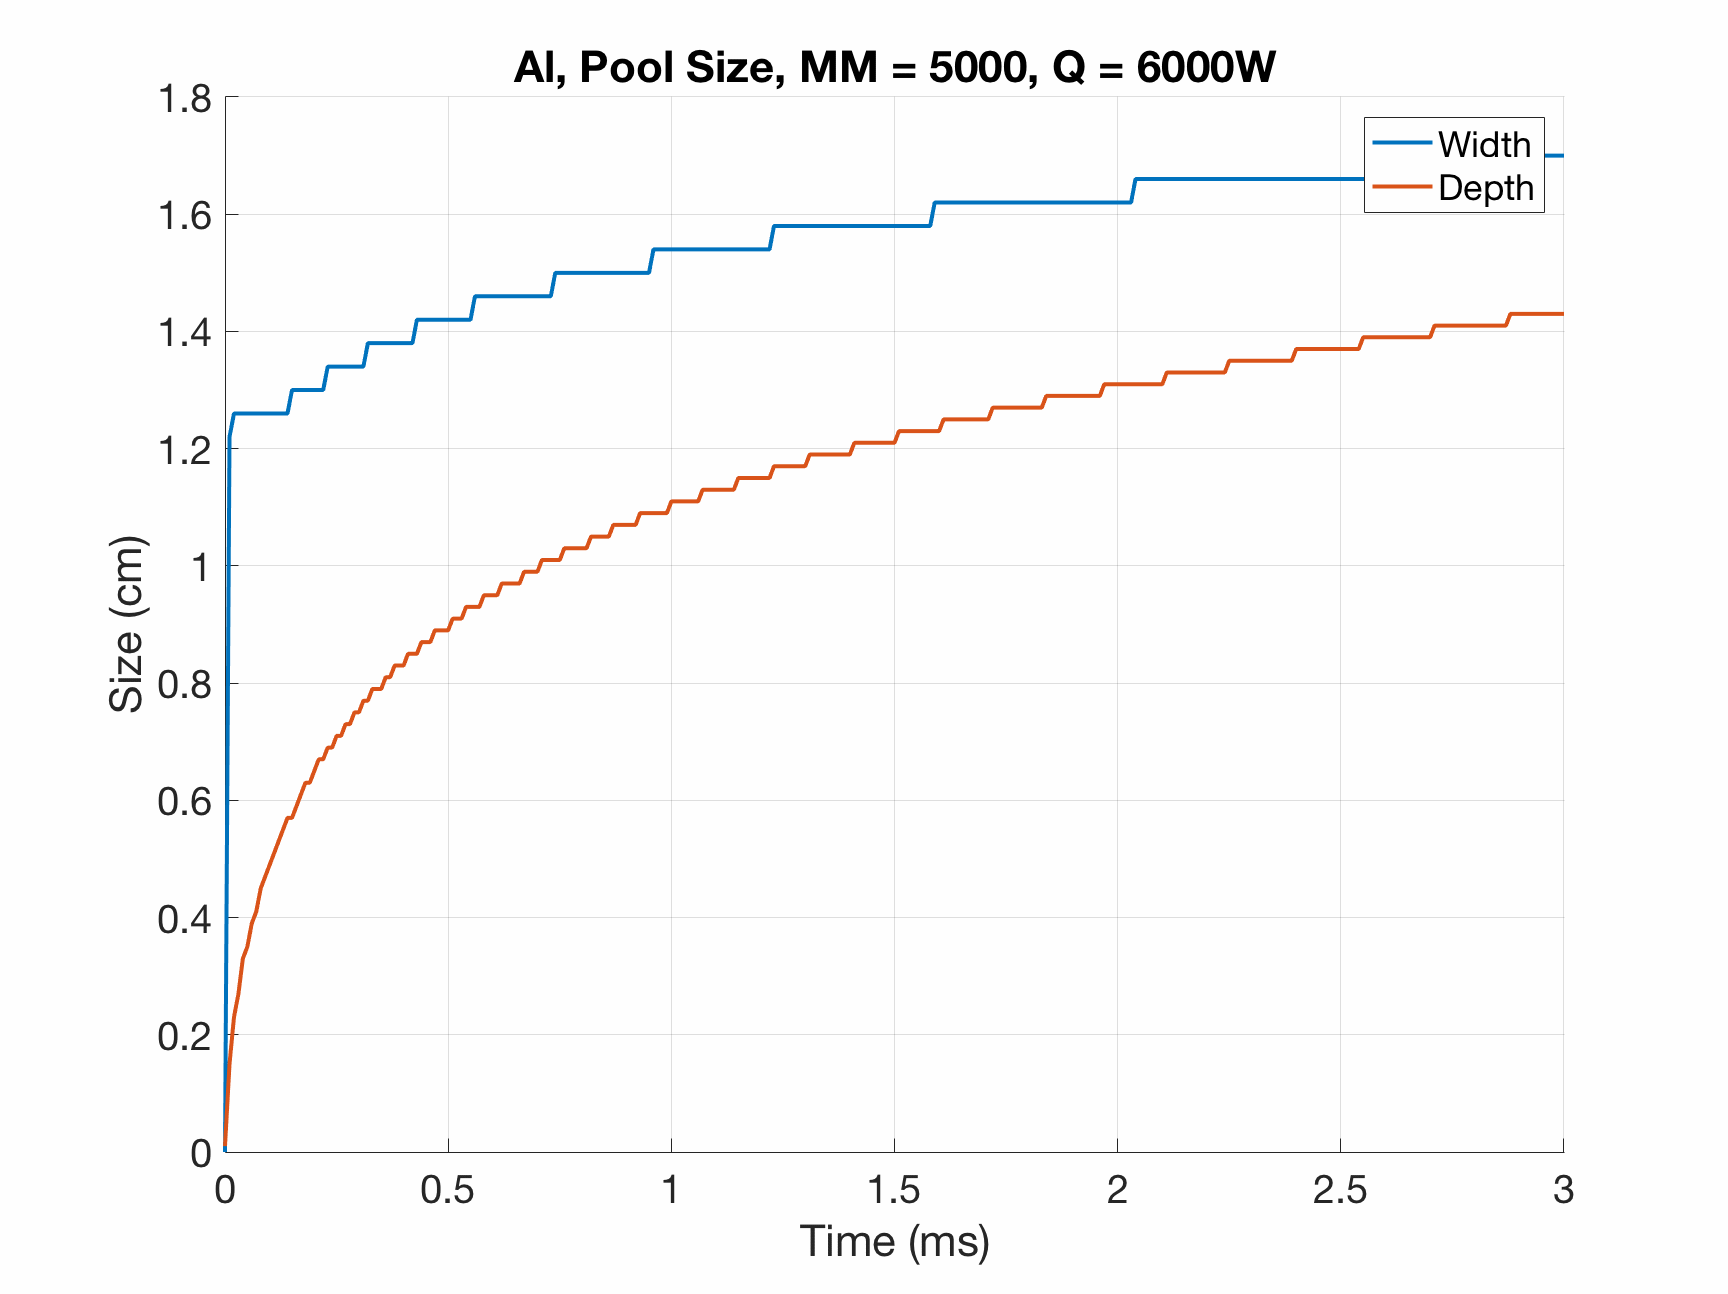 Al, Pool Size, MM = 5000, Q = 6000W
1.8
1.6
1.4
1.2
1
0.8
0.6
0.4
0.2
0
Size (cm)
Width
Depth
0 0.5 1 1.5 2 2.5 3
Time (ms)